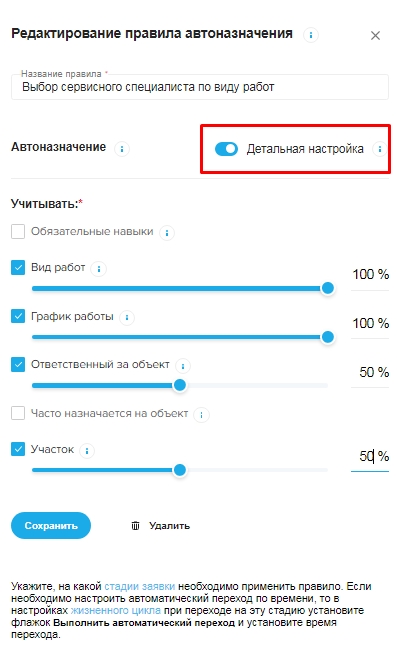 Редактирование правила автоназначения
Название правила *
Выбор сервисного специалиста по виду работ
Автоназначение
Детальная настройка
Учитывать:*
Обязательные навыки
Вид работ
100 %
График работы
100 %
Ответственный за объект
50 %
Часто назначается на объект
Участок
50 %
Сохранить
Удалить
Укажите, на какой стадии заявки необходимо применить правило. Если
необходимо настроить автоматический переход по времени, то в
настройках жизненного цикла при переходе на эту стадию установите
флажок Выполнить автоматический переход и установите время
перехода.